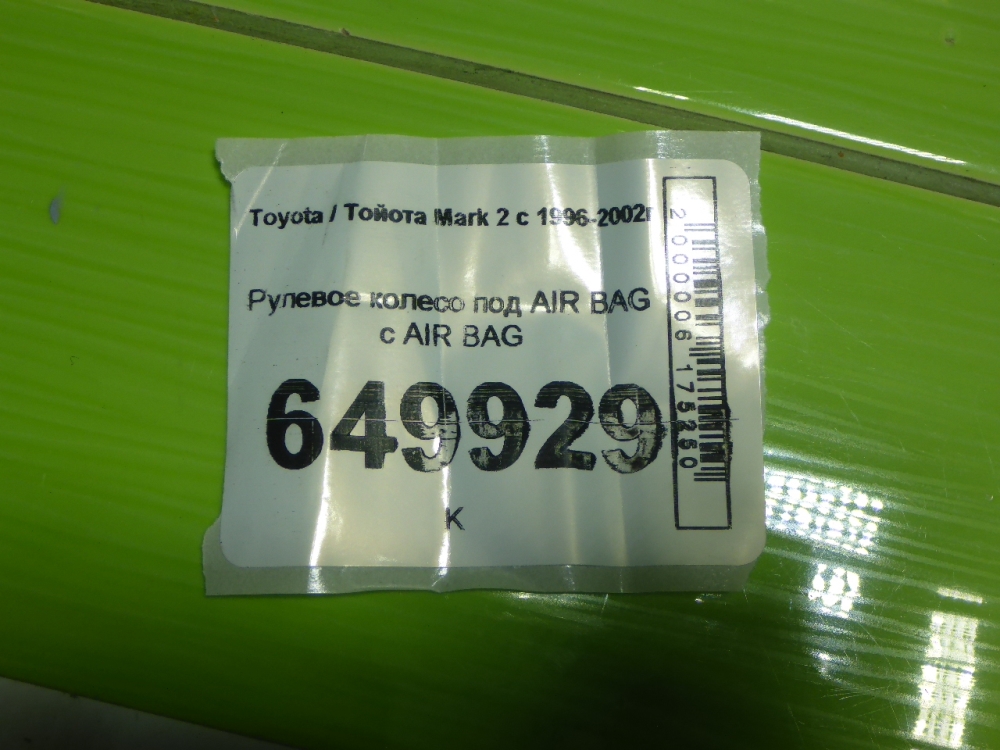 Toyota / Тойота Mark 2 с 1996-2002г
Рулевое колесо под AIR BAG
с AIR BAG
649929
К
2000006175250